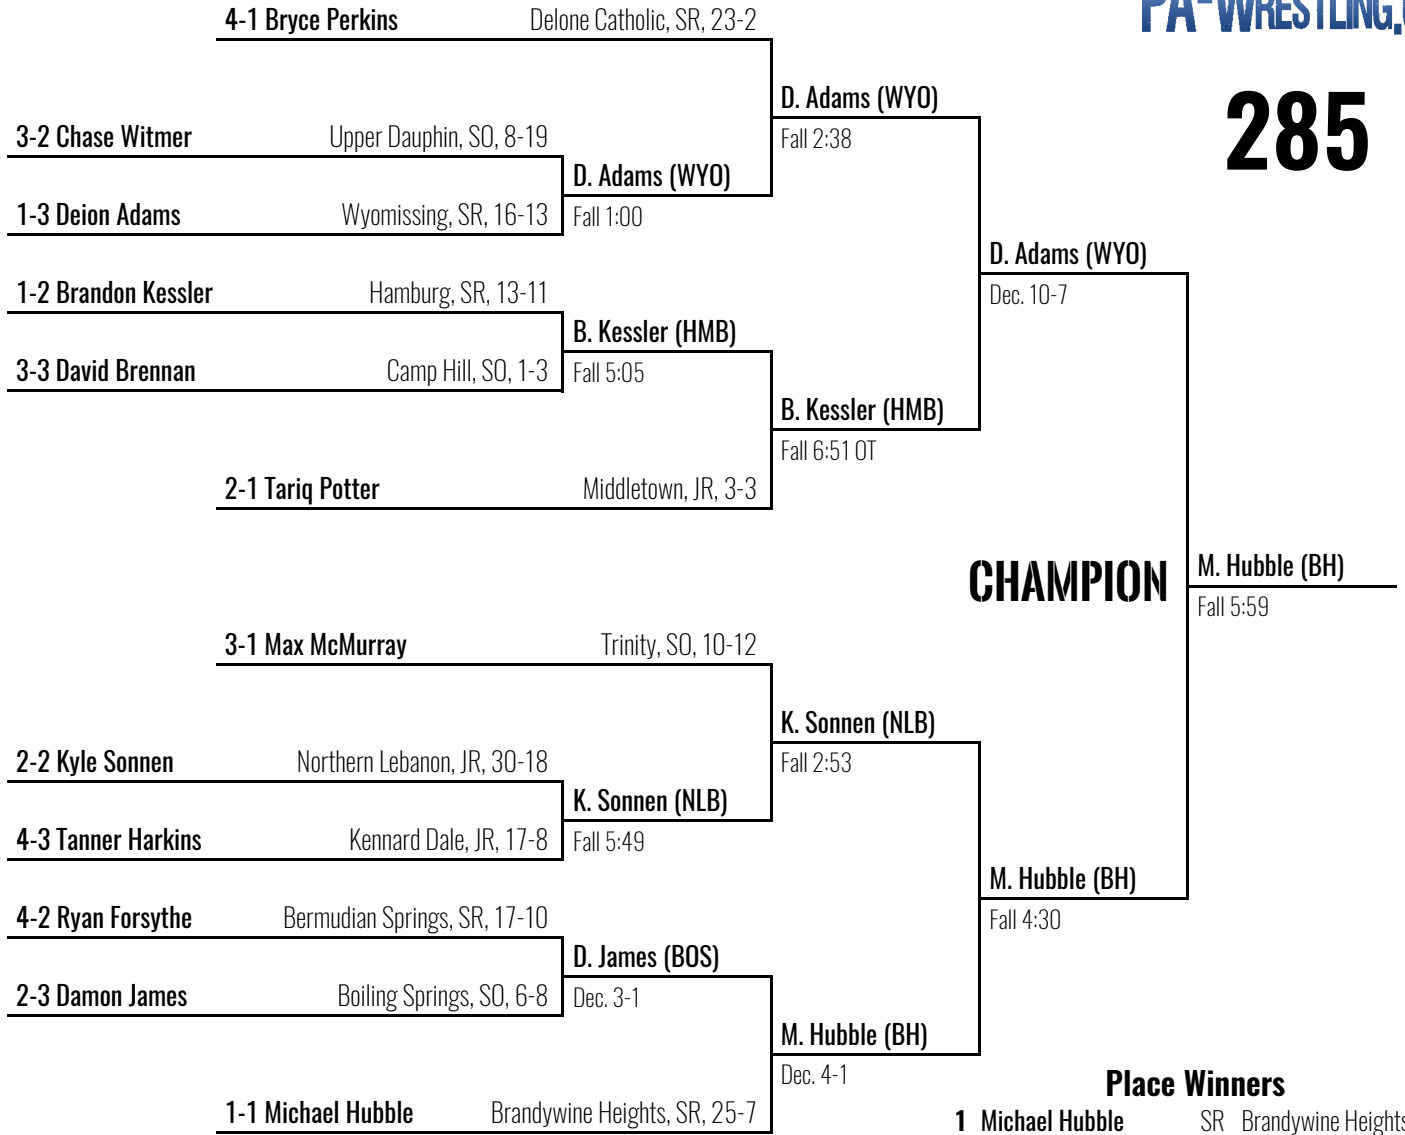 4-1 Bryce Perkins Delone Catholic, SR, 23-2
PA-WRESTLING.
285
D. Adams (WYO)
Fall 2:38
3-2 Chase Witmer Upper Dauphin, SO, 8-19
D. Adams (WYO)
Fall 1:00
1-3 Deion Adams Wyomissing, SR, 16-13
D. Adams (WYO)
Dec. 10-7
1-2 Brandon Kessler Hamburg, SR, 13-11
B. Kessler (HMB)
Fall 5:05
3-3 David Brennan Camp Hill, SO, 1-3
B. Kessler (HMB)
Fall 6:51 OT
2-1 Tariq Potter Middletown, JR, 3-3
CHAMPION
M. Hubble (BH)
Fall 5:59
3-1 Max McMurray Trinity, SO, 10-12
K. Sonnen (NLB)
Fall 2:53
2-2 Kyle Sonnen Northern Lebanon, JR, 30-18
K. Sonnen (NLB)
Fall 5:49
4-3 Tanner Harkins Kennard Dale, JR, 17-8
M. Hubble (BH)
Fall 4:30
4-2 Ryan Forsythe Bermudian Springs, SR, 17-10
D. James (BOS)
Dec. 3-1
2-3 Damon James Boiling Springs, SO, 6-8
M. Hubble (BH)
Dec. 4-1
1-1 Michael Hubble Brandywine Heights, SR, 25-7
Place Winners
1 Michael Hubble SR Brandywine Heights